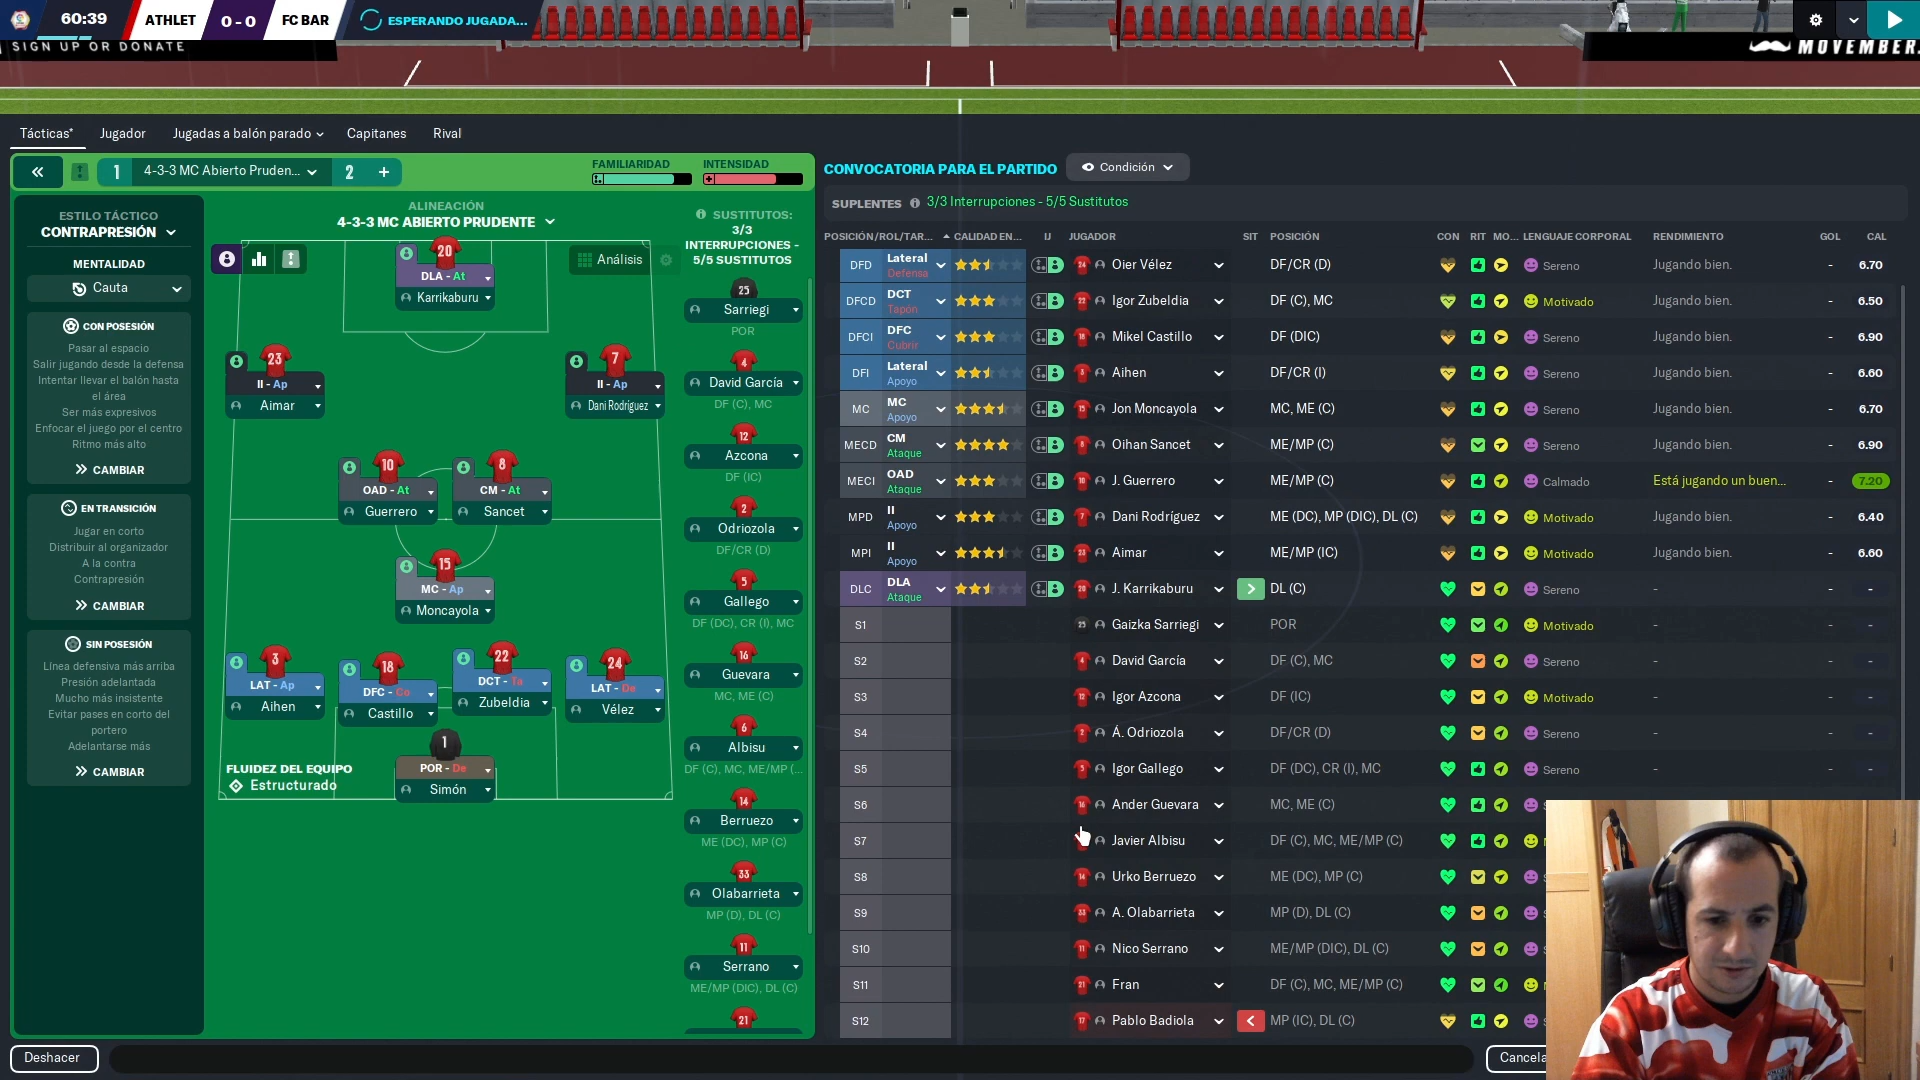 60:39
ATHLET
0 - 0
FC BAR
ESPERANDO JUGADA...
SIGN UP OR DONATE
MOVEMBER.
Tácticas*
Jugador
Jugadas a balón parado
Capitanes
Rival
1
4-3-3 MC Abierto Pruden...
2
+
FAMILIARIDAD
INTENSIDAD
ESTILO TÁCTICO
CONTRAPRESIÓN
MENTALIDAD
Cauta
CON POSESIÓN
Pasar al espacio
Salir jugando desde la defensa
Intentar llevar el balón hasta
el área
Ser más expresivos
Enfocar el juego por el centro
Ritmo más alto
CAMBIAR
EN TRANSICIÓN
Jugar en corto
Distribuir al organizador
A la contra
Contrapresión
CAMBIAR
SIN POSESIÓN
Línea defensiva más arriba
Presión adelantada
Mucho más insistente
Evitar pases en corto del
portero
Adelantarse más
CAMBIAR
ALINEACIÓN
4-3-3 MC ABIERTO PRUDENTE
Análisis
20
DLA - At
Karrikaburu
23
II - Ap
Aimar
7
II - Ap
Dani Rodríguez
10
OAD - At
Guerrero
8
CM - At
Sancet
15
MC - Ap
Moncayola
3
LAT - Ap
Aihen
18
DFC - Co
Castillo
22
DCT - Ta
Zubeldia
24
LAT - De
Vélez
1
POR - De
Simón
FLUIDEZ DEL EQUIPO
Estructurado
SUSTITUTOS:
3/3
INTERRUPCIONES -
5/5 SUSTITUTOS
25
Sarriegi
POR
4
David García
DF (C), MC
12
Azcona
DF (IC)
2
Odriozola
DF/CR (D)
5
Gallego
DF (DC), CR (I), MC
16
Guevara
MC, ME (C)
6
Albisu
DF (C), MC, ME/MP (...
14
Berruezo
ME (DC), MP (C)
33
Olabarrieta
MP (D), DL (C)
11
Serrano
ME/MP (DIC), DL (C)
21
CONVOCATORIA PARA EL PARTIDO
Condición
SUPLENTES
3/3 Interrupciones - 5/5 Sustitutos
POSICIÓN/ROL/TAR...
CALIDAD EN...
IJ
JUGADOR
SIT
POSICIÓN
CON
RIT
MO...
LENGUAJE CORPORAL
RENDIMIENTO
GOL
CAL
DFD Lateral Defensa Oier Vélez DF/CR (D) Sereno Jugando bien. - 6.70
DFCD DCT Tapón Igor Zubeldia DF (C), MC Motivado Jugando bien. - 6.50
DFCI DFC Cubrir Mikel Castillo DF (DIC) Sereno Jugando bien. - 6.90
DFI Lateral Apoyo Aihen DF/CR (I) Sereno Jugando bien. - 6.60
MC MC Apoyo Jon Moncayola MC, ME (C) Sereno Jugando bien. - 6.70
MECD CM Ataque Oihan Sancet ME/MP (C) Sereno Jugando bien. - 6.90
MECI OAD Ataque J. Guerrero ME/MP (C) Calmado Está jugando un buen... - 7.20
MPD II Apoyo Dani Rodríguez ME (DC), MP (DIC), DL (C) Motivado Jugando bien. - 6.40
MPI II Apoyo Aimar ME/MP (IC) Motivado Jugando bien. - 6.60
DLC DLA Ataque J. Karrikaburu DL (C) Sereno - - -
S1 Gaizka Sarriegi POR Motivado - - -
S2 David García DF (C), MC Sereno - - -
S3 Igor Azcona DF (IC) Motivado - - -
S4 Á. Odriozola DF/CR (D) Sereno - - -
S5 Igor Gallego DF (DC), CR (I), MC Sereno - - -
S6 Ander Guevara MC, ME (C)
S7 Javier Albisu DF (C), MC, ME/MP (C)
S8 Urko Berruezo ME (DC), MP (C)
S9 A. Olabarrieta MP (D), DL (C)
S10 Nico Serrano ME/MP (DIC), DL (C)
S11 Fran DF (C), MC, ME/MP (C)
S12 Pablo Badiola MP (IC), DL (C)
Deshacer
Cancela